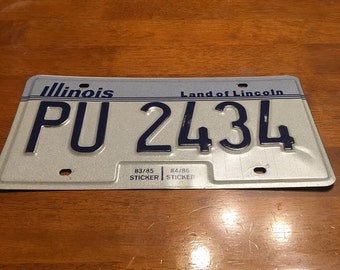 Illinois Land of Lincoln
PU 2434
83/85 84/86
STICKER STICKER